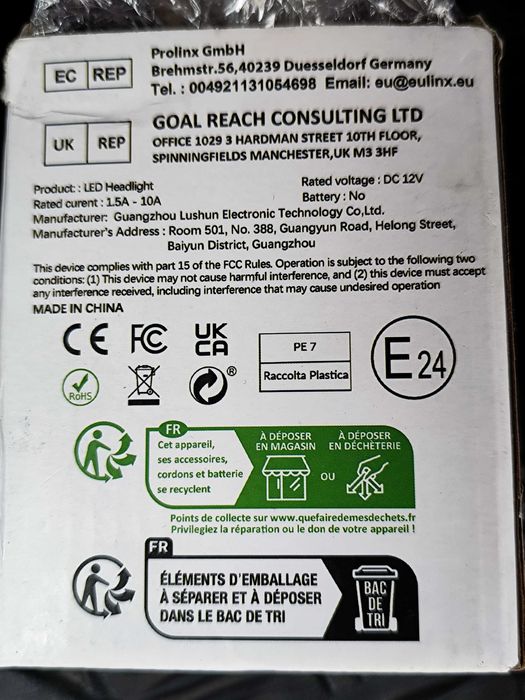 EC REP
Prolinx GmbH
Brehmstr.56,40239 Duesseldorf Germany
Tel. : 004921131054698 Email: eu@eulinx.eu
UK REP
GOAL REACH CONSULTING LTD
OFFICE 1029 3 HARDMAN STREET 10TH FLOOR,
SPINNINGFIELDS MANCHESTER,UK M3 3HF
Product: : LED Headlight
Rated voltage : DC 12V
Rated curent : 1.5A - 10A
Battery : No
Manufacturer: Guangzhou Lushun Electronic Technology Co,Ltd.
Manufacturer's Address : Room 501, No. 388, Guangyun Road, Helong Street,
Baiyun District, Guangzhou
This device complies with part 15 of the FCC Rules. Operation is subject to the following two
conditions: (1) This device may not cause harmful interference, and (2) this device must accept
any interference received, including interference that may cause undesired operation
MADE IN CHINA
CE FC UK
CA
PE 7
Raccolta Plastica
E24
RoHS
®
FR
Cet appareil,
ses accessoires,
cordons et batterie
se recyclent
À DÉPOSER
EN MAGASIN
OU
À DÉPOSER
EN DÉCHÈTERIE
Points de collecte sur www.quefairedemesdechets.fr
Privilegiez la réparation ou le don de votre appareil !
FR
ÉLÉMENTS D'EMBALLAGE
À SÉPARER ET À DÉPOSER
DANS LE BAC DE TRI
BAC
DE
TRI